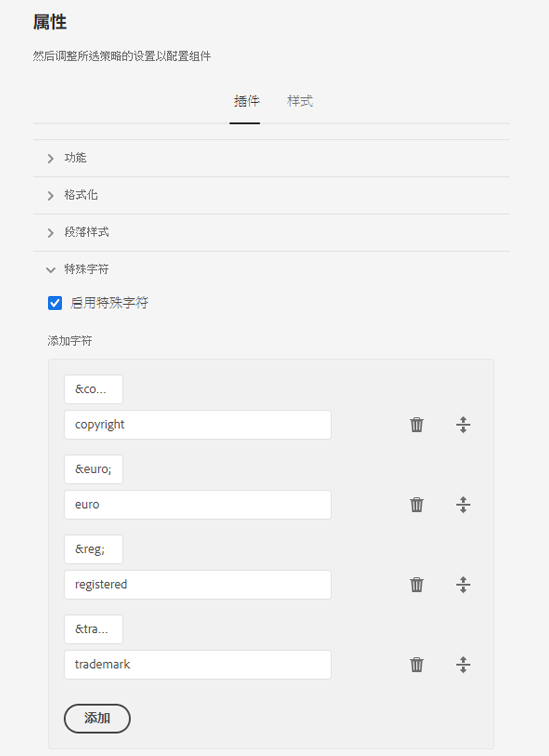 属性
然后调整所选策略的设置以配置组件
插件 样式
功能
格式化
段落样式
特殊字符
启用特殊字符
添加字符
&co...
copyright
&euro;
euro
&reg;
registered
&tra...
trademark
添加